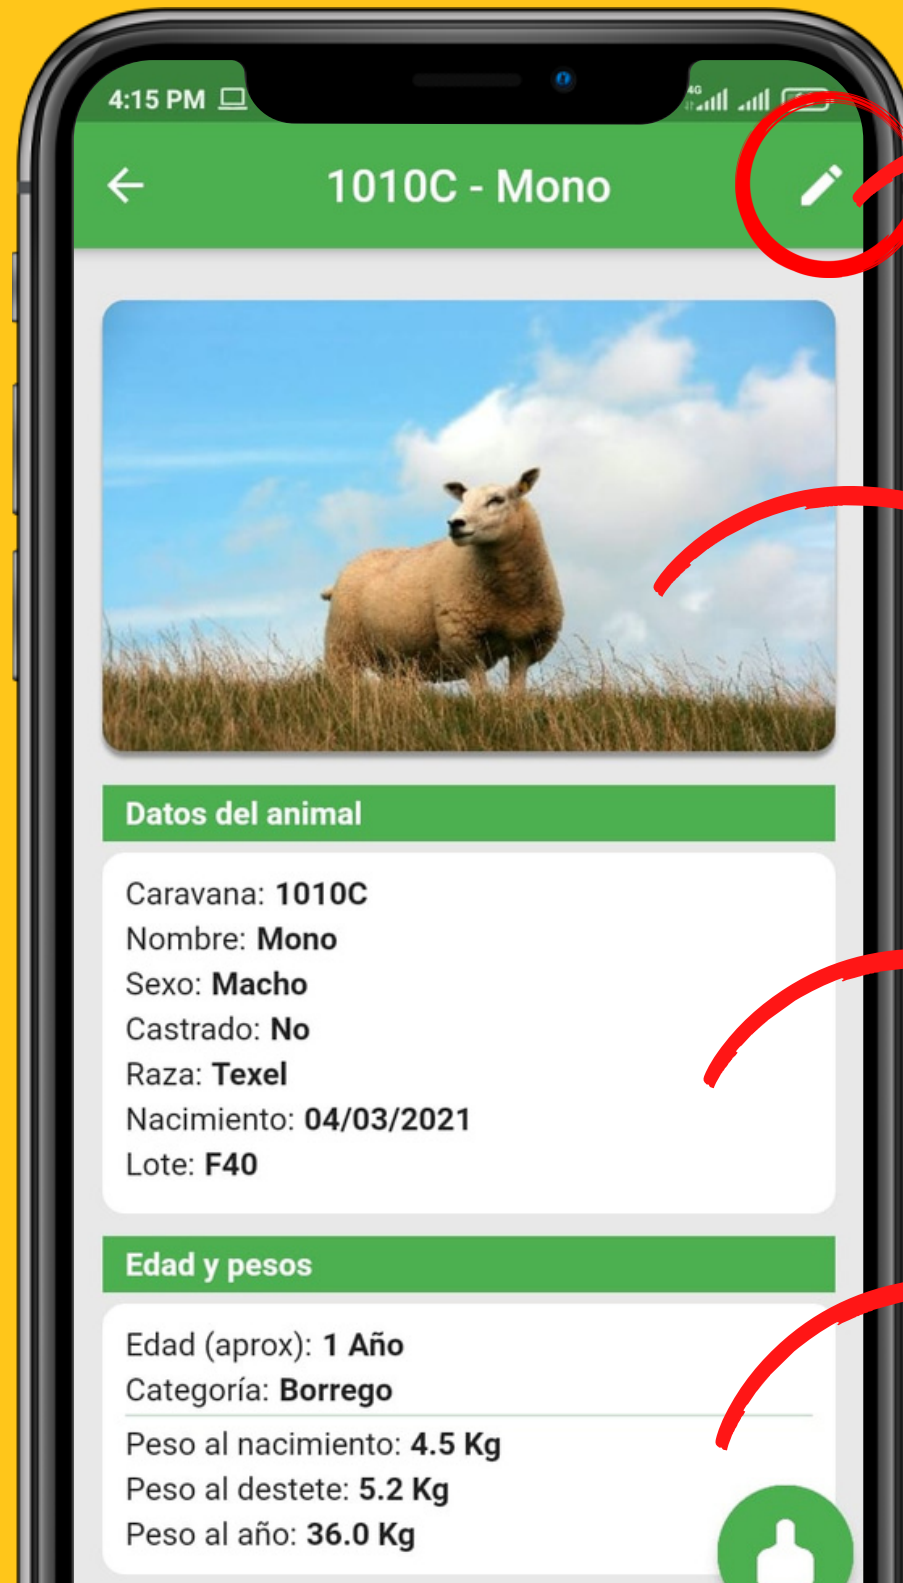 4:15 PM
4G
1010C - Mono
Datos del animal
Caravana: 1010C
Nombre: Mono
Sexo: Macho
Castrado: No
Raza: Texel
Nacimiento: 04/03/2021
Lote: F40
Edad y pesos
Edad (aprox): 1 Año
Categoría: Borrego
Peso al nacimiento: 4.5 Kg
Peso al destete: 5.2 Kg
Peso al año: 36.0 Kg